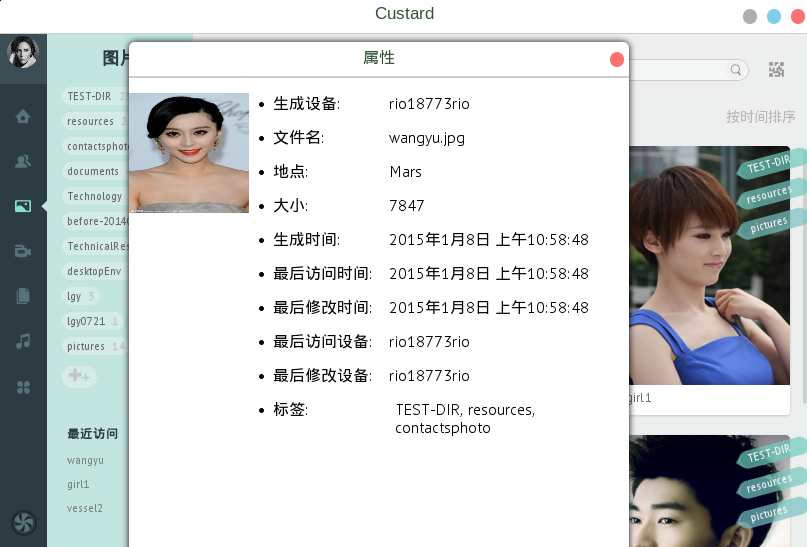 Custard
图片
属性
TEST-DIR
resources
contactsphoto
documents
Technology
before-20140
TechnicalRes
desktopEnv
lgy 3
lgy0721 1
pictures 14
最近访问
wangyu
girl1
vessel2
生成设备: rio18773rio
文件名: wangyu.jpg
地点: Mars
大小: 7847
生成时间: 2015年1月8日 上午10:58:48
最后访问时间: 2015年1月8日 上午10:58:48
最后修改时间: 2015年1月8日 上午10:58:48
最后访问设备: rio18773rio
最后修改设备: rio18773rio
标签: TEST-DIR, resources,
contactsphoto
按时间排序
TEST-DIR
resources
pictures
girl1
TEST-DIR
resources
pictures